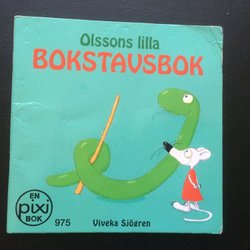 Olssons lilla
BOKSTAVSBOK
EN
pixi
BOK
975
Viveka Sjögren